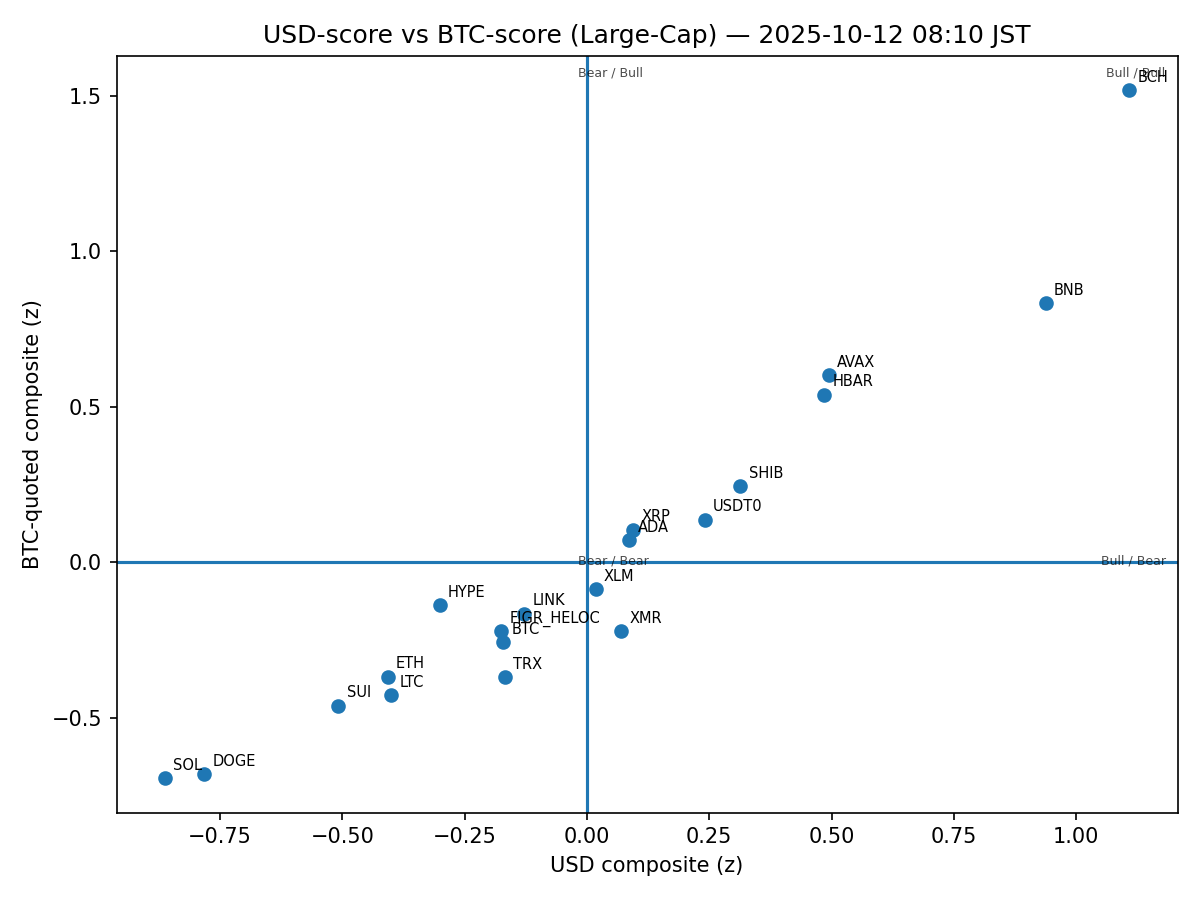 USD-score vs BTC-score (Large-Cap) — 2025-10-12 08:10 JST
Bear / Bull
Bull / Bull
BCH
1.5
BNB
1.0
AVAX
HBAR
0.5
SHIB
USDT0
XRP
ADA
0.0
Bear / Bear
Bull / Bear
XLM
HYPE
LINK
FIGR_HELOC
XMR
BTC
ETH
TRX
LTC
SUI
−0.5
DOGE
SOL
−0.75
−0.50
−0.25
0.00
0.25
0.50
0.75
1.00
USD composite (z)
BTC-quoted composite (z)